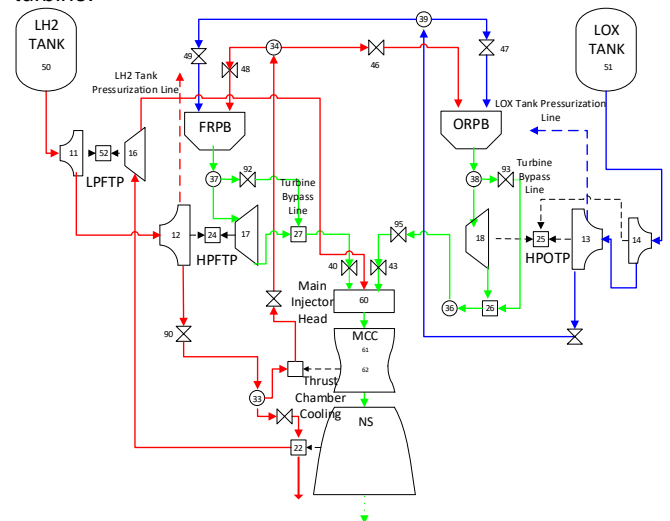 turbine.
LH2
TANK
50
LOX
TANK
51
39
34
49
48
46
47
LH2 Tank
Pressurization Line
FRPB
ORPB
LOX Tank Pressurization
Line
11
52
16
LPFTP
37
92
38
93
Turbine
Bypass
Line
Turbine
Bypass
Line
12
24
17
27
HPFTP
95
18
25
13
14
HPOTP
40
43
Main
Injector
Head
60
36
26
90
MCC
61
62
Thrust
Chamber
Cooling
33
NS
22